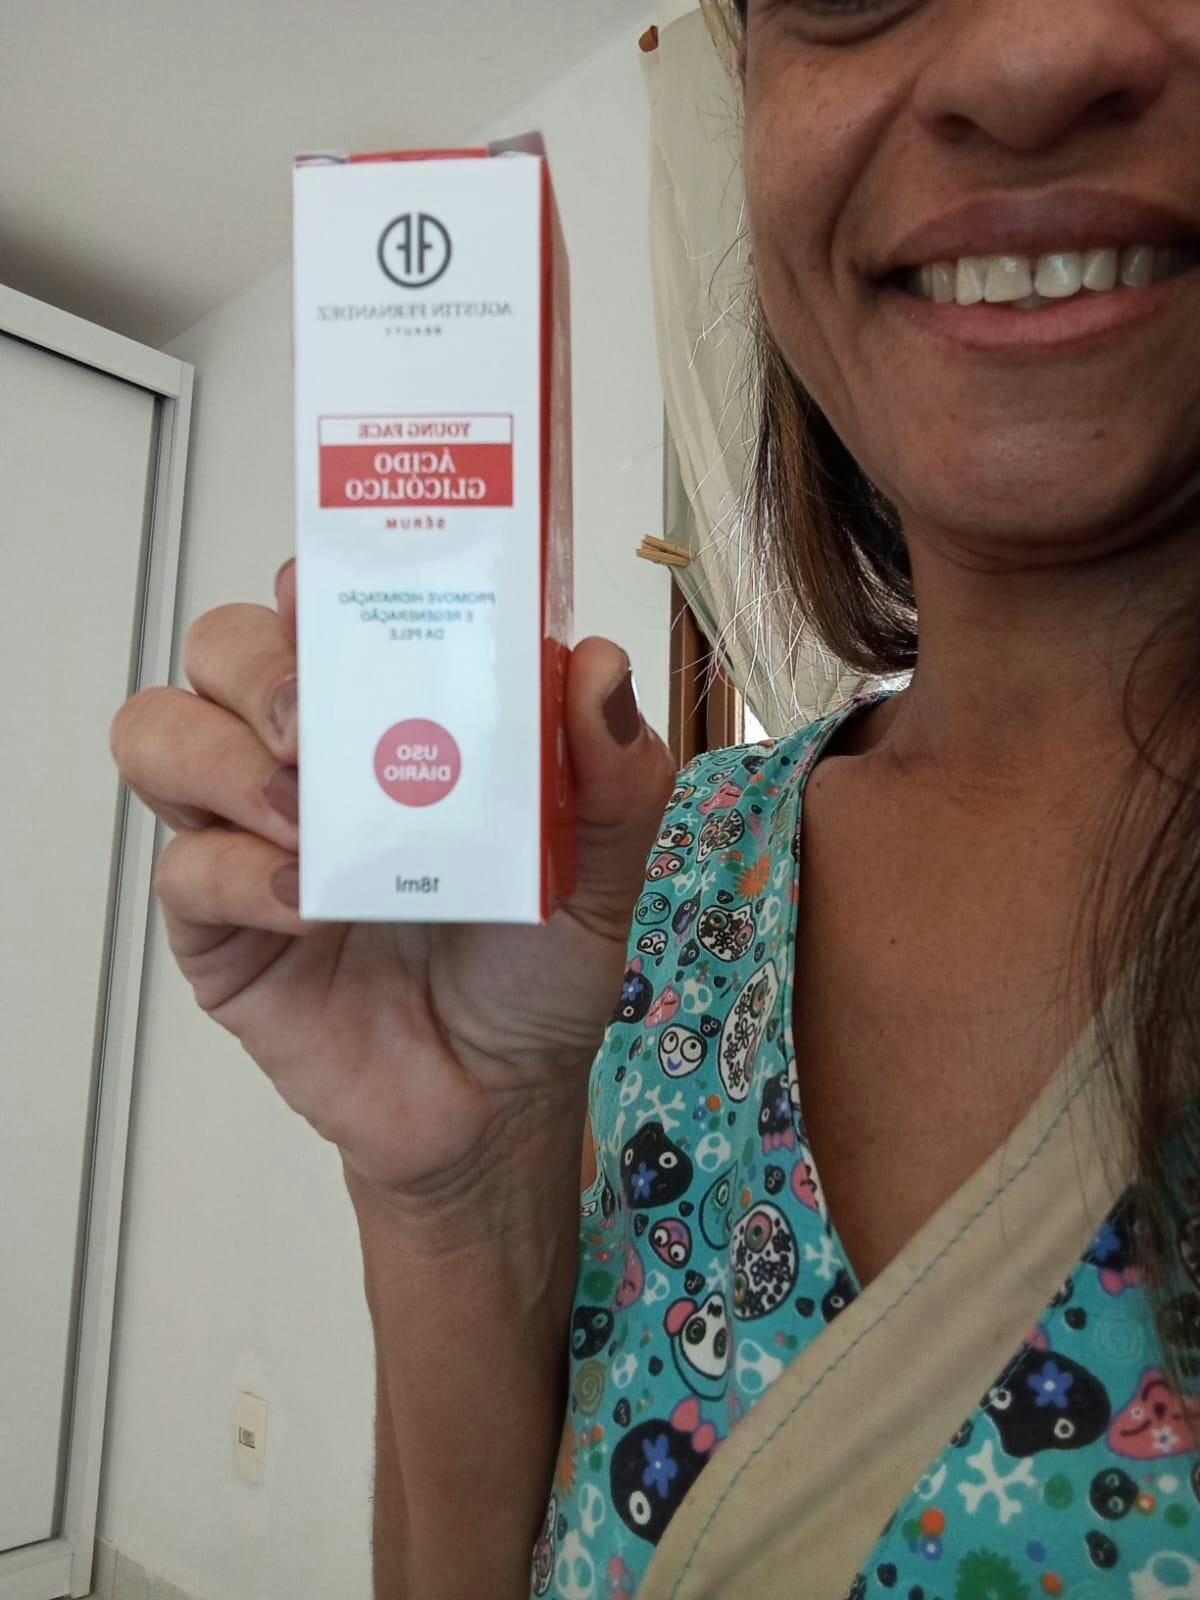 AGUSTIN FERNANDEZ
BEAUTY
YOUNG FACE
ÁCIDO
GLICÓLICO
SÉRUM
PROMOVE HIDRATAÇÃO
E REGENERAÇÃO
DA PELE
USO
DIÁRIO
18ml